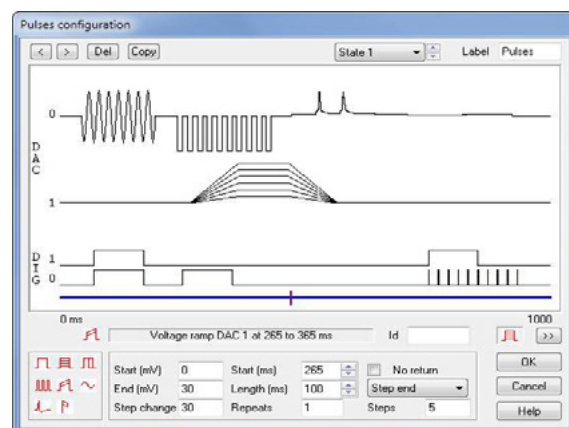 Pulses configuration
< > Del Copy State 1 Label Pulses
0
DAC
1
DIG
1
0
0 ms 1000
Voltage ramp DAC 1 at 265 to 365 ms Id >>
Start (mV) 0 Start (ms) 265 No return OK
End (mV) 30 Length (ms) 100 Step end Cancel
Step change 30 Repeats 1 Steps 5 Help